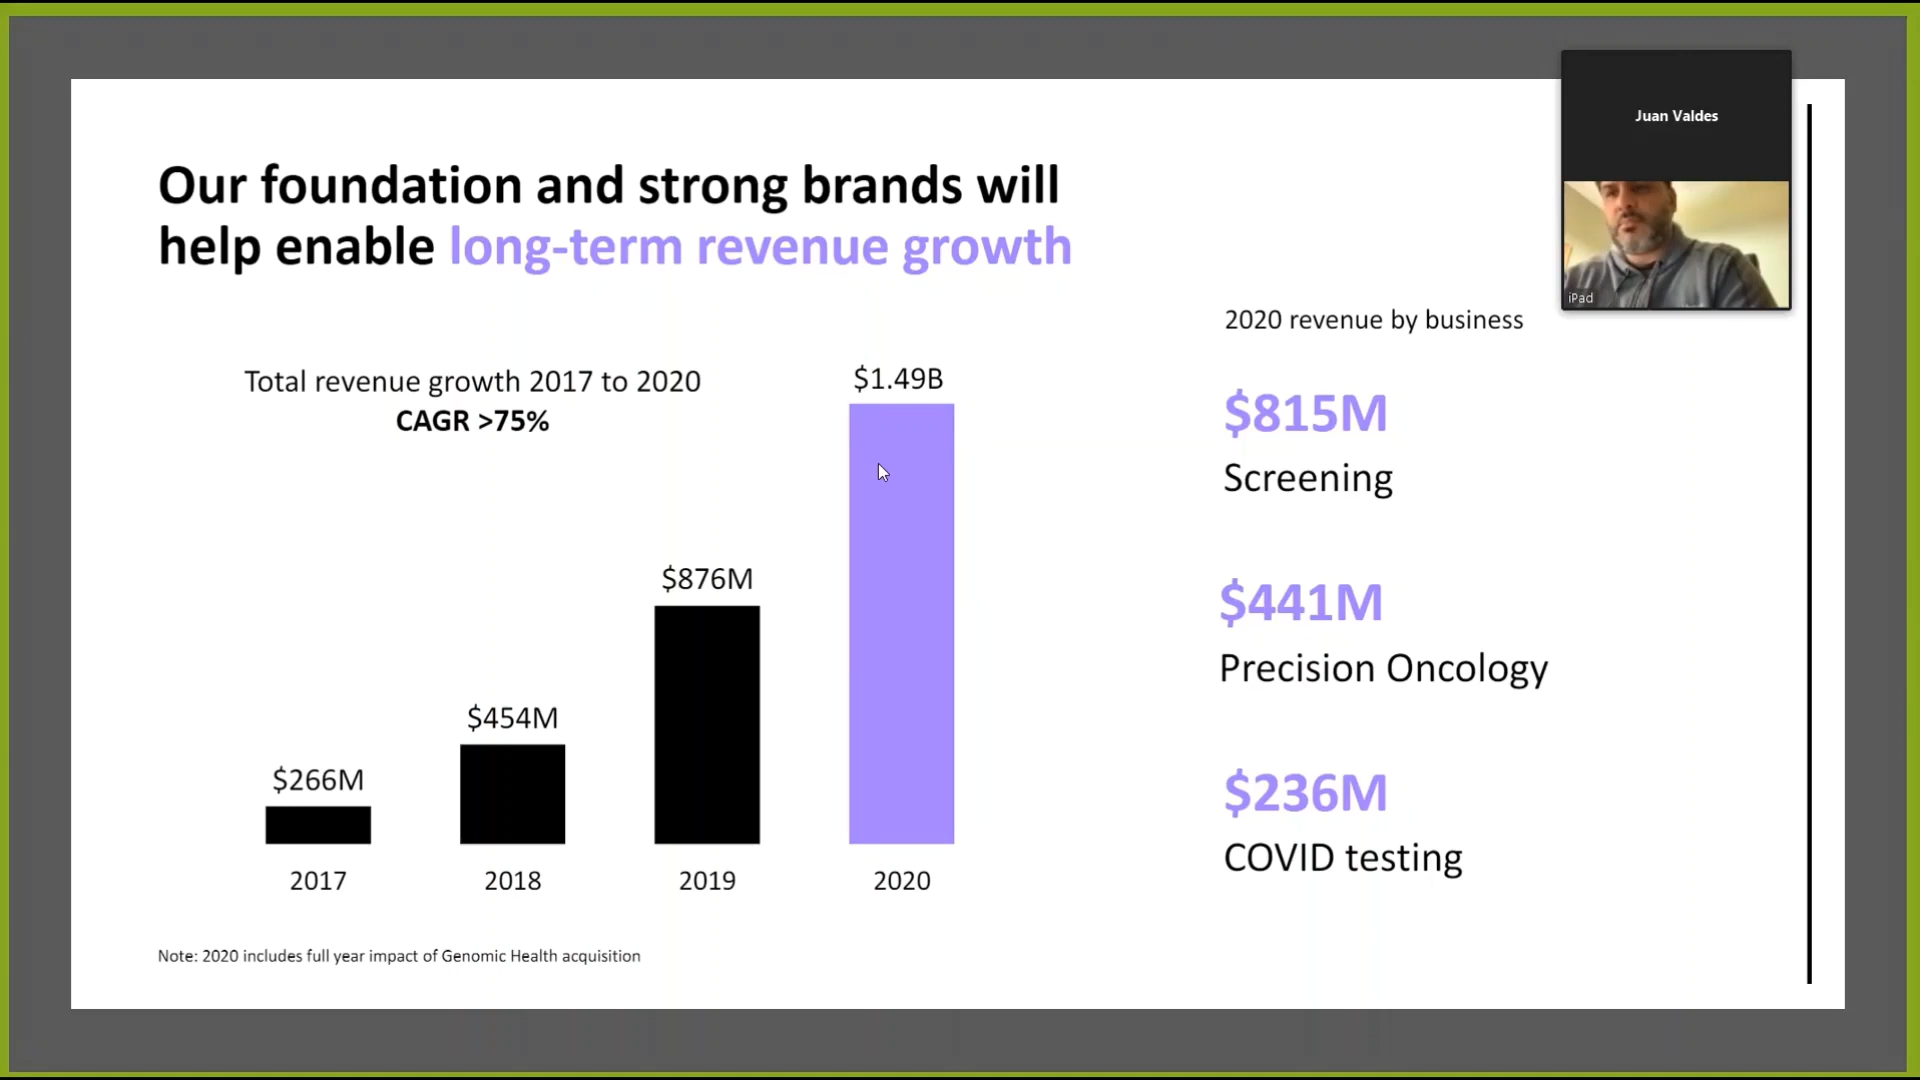 Juan Valdes
iPad
Our foundation and strong brands will
help enable long-term revenue growth
Total revenue growth 2017 to 2020
CAGR >75%
$266M
$454M
$876M
$1.49B
2017
2018
2019
2020
Note: 2020 includes full year impact of Genomic Health acquisition
2020 revenue by business
$815M
Screening
$441M
Precision Oncology
$236M
COVID testing